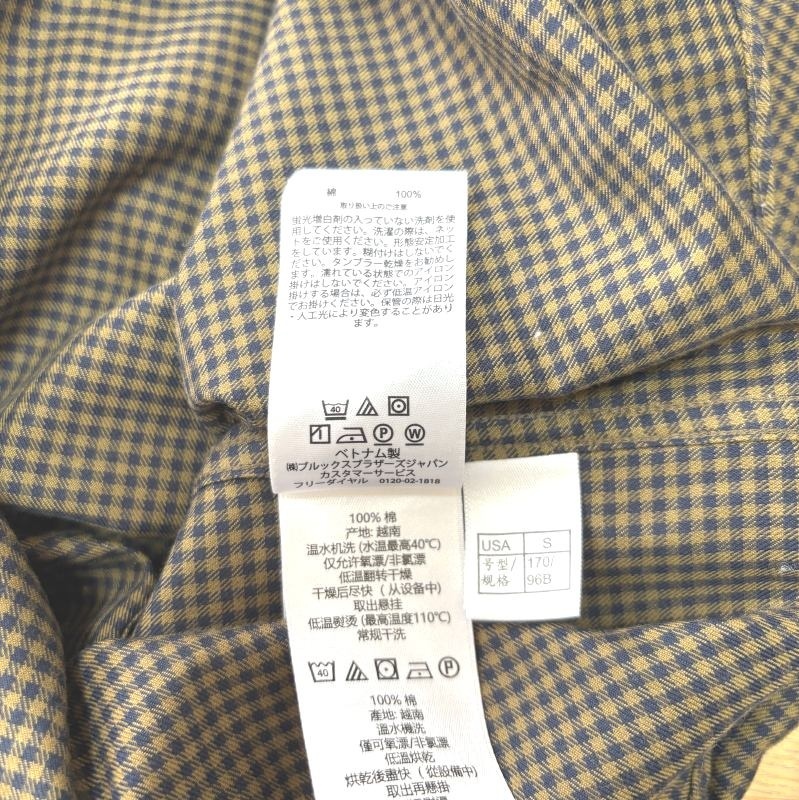 綿 100%
取り扱い上のご注意
蛍光増白剤の入っていない洗剤を使
用してください。洗濯の際は、ネッ
トをご使用ください。形態安定加工
をしています。糊付けはしないでく
ださい。タンブラー乾燥をお勧めし
ます。濡れている状態でのアイロン
掛けはしないでください。アイロン
掛けする場合は、必ず低温アイロン
でお掛けください。保管の際は日光
・人工光により変色することがあり
ます。
40
P W
ベトナム製
㈱ブルックスブラザーズジャパン
カスタマーサービス
フリーダイヤル 0120-02-1818
100% 棉
产地: 越南
温水机洗 (水温最高40℃)
仅允许氧漂/非氯漂
低温翻转干燥
干燥后尽快（从设备中）
取出悬挂
低温熨烫 (最高温度110℃)
常规干洗
40 P
100% 棉
產地: 越南
溫水機洗
僅可氧漂/非氯漂
低溫烘乾
烘乾後盡快（從設備中）
取出再懸掛
USA S
号型/ 170/
规格 96B